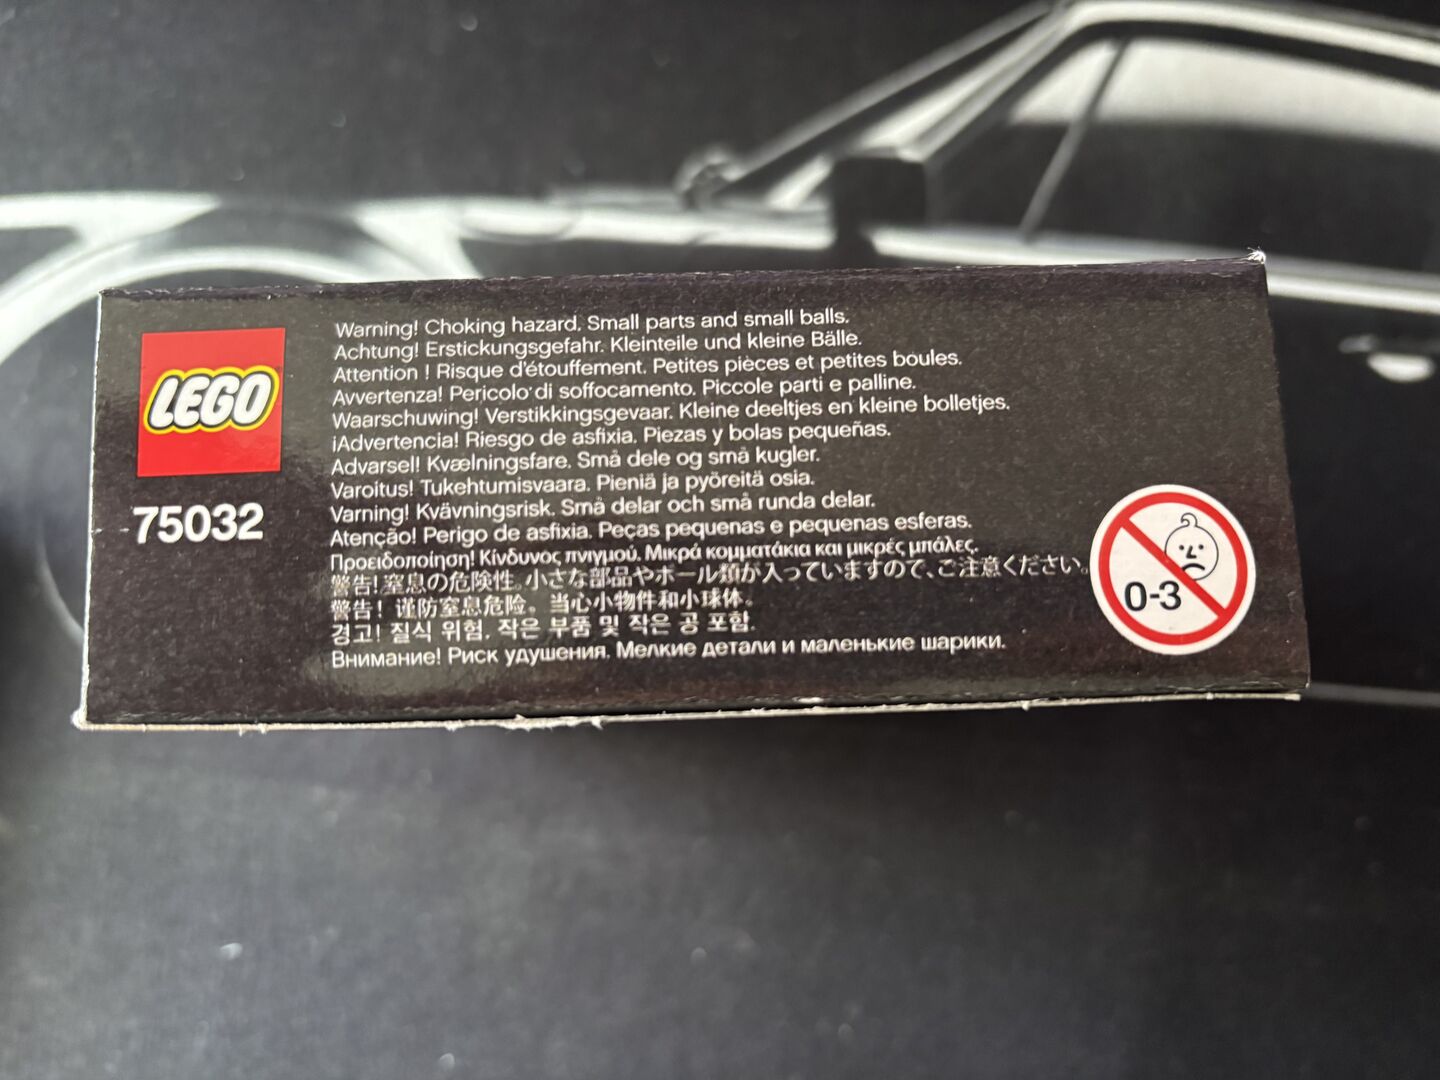 LEGO
75032
Warning! Choking hazard. Small parts and small balls.
Achtung! Erstickungsgefahr. Kleinteile und kleine Bälle.
Attention ! Risque d'étouffement. Petites pièces et petites boules.
Avvertenza! Pericolo di soffocamento. Piccole parti e palline.
Waarschuwing! Verstikkingsgevaar. Kleine deeltjes en kleine bolletjes.
¡Advertencia! Riesgo de asfixia. Piezas y bolas pequeñas.
Advarsel! Kvælningsfare. Små dele og små kugler.
Varoitus! Tukehtumisvaara. Pieniä ja pyöreitä osia.
Varning! Kvävningsrisk. Små delar och små runda delar.
Atenção! Perigo de asfixia. Peças pequenas e pequenas esferas.
Προειδοποίηση! Κίνδυνος πνιγμού. Μικρά κομματάκια και μικρές μπάλες.
警告!窒息の危険性。小さな部品やボール類が入っていますので、ご注意ください。
警告！谨防窒息危险。当心小物件和小球体。
경고! 질식 위험. 작은 부품 및 작은 공 포함.
Внимание! Риск удушения. Мелкие детали и маленькие шарики.
0-3